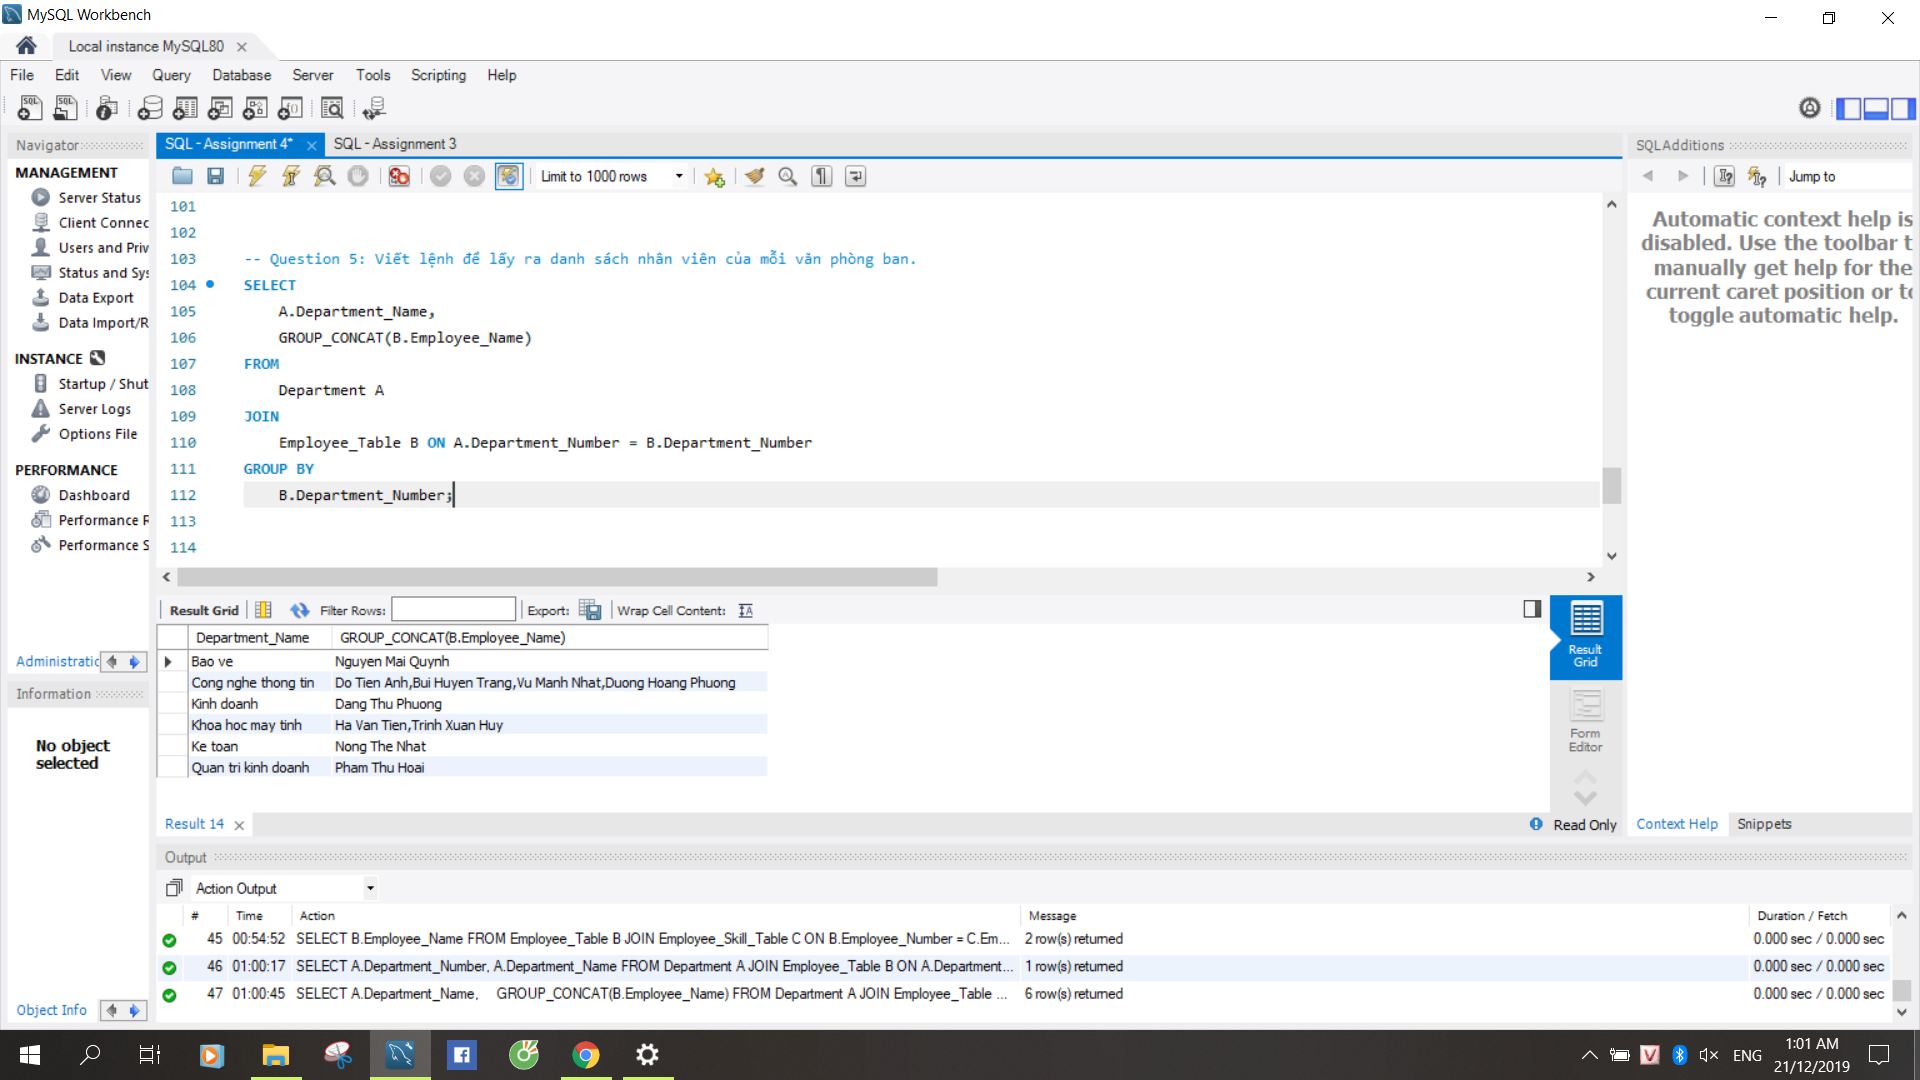 MySQL Workbench
Local instance MySQL80
File Edit View Query Database Server Tools Scripting Help
Navigator
MANAGEMENT
Server Status
Client Connec
Users and Priv
Status and Sys
Data Export
Data Import/R
INSTANCE
Startup / Shut
Server Logs
Options File
PERFORMANCE
Dashboard
Performance R
Performance S
Administratic
Information
No object
selected
Object Info
SQL - Assignment 4*
SQL - Assignment 3
Limit to 1000 rows
101
102
103 -- Question 5: Viết lệnh để lấy ra danh sách nhân viên của mỗi văn phòng ban.
104 SELECT
105 A.Department_Name,
106 GROUP_CONCAT(B.Employee_Name)
107 FROM
108 Department A
109 JOIN
110 Employee_Table B ON A.Department_Number = B.Department_Number
111 GROUP BY
112 B.Department_Number;
113
114
Result Grid Filter Rows: Export: Wrap Cell Content:
Department_Name GROUP_CONCAT(B.Employee_Name)
Bao ve Nguyen Mai Quynh
Cong nghe thong tin Do Tien Anh,Bui Huyen Trang,Vu Manh Nhat,Duong Hoang Phuong
Kinh doanh Dang Thu Phuong
Khoa hoc may tinh Ha Van Tien,Trinh Xuan Huy
Ke toan Nong The Nhat
Quan tri kinh doanh Pham Thu Hoai
Result
Grid
Form
Editor
Result 14
Read Only
SQLAdditions
Jump to
Automatic context help is
disabled. Use the toolbar t
manually get help for the
current caret position or to
toggle automatic help.
Context Help Snippets
Output
Action Output
# Time Action Message Duration / Fetch
45 00:54:52 SELECT B.Employee_Name FROM Employee_Table B JOIN Employee_Skill_Table C ON B.Employee_Number = C.Em... 2 row(s) returned 0.000 sec / 0.000 sec
46 01:00:17 SELECT A.Department_Number, A.Department_Name FROM Department A JOIN Employee_Table B ON A.Department... 1 row(s) returned 0.000 sec / 0.000 sec
47 01:00:45 SELECT A.Department_Name, GROUP_CONCAT(B.Employee_Name) FROM Department A JOIN Employee_Table ... 6 row(s) returned 0.000 sec / 0.000 sec
ENG
1:01 AM
21/12/2019